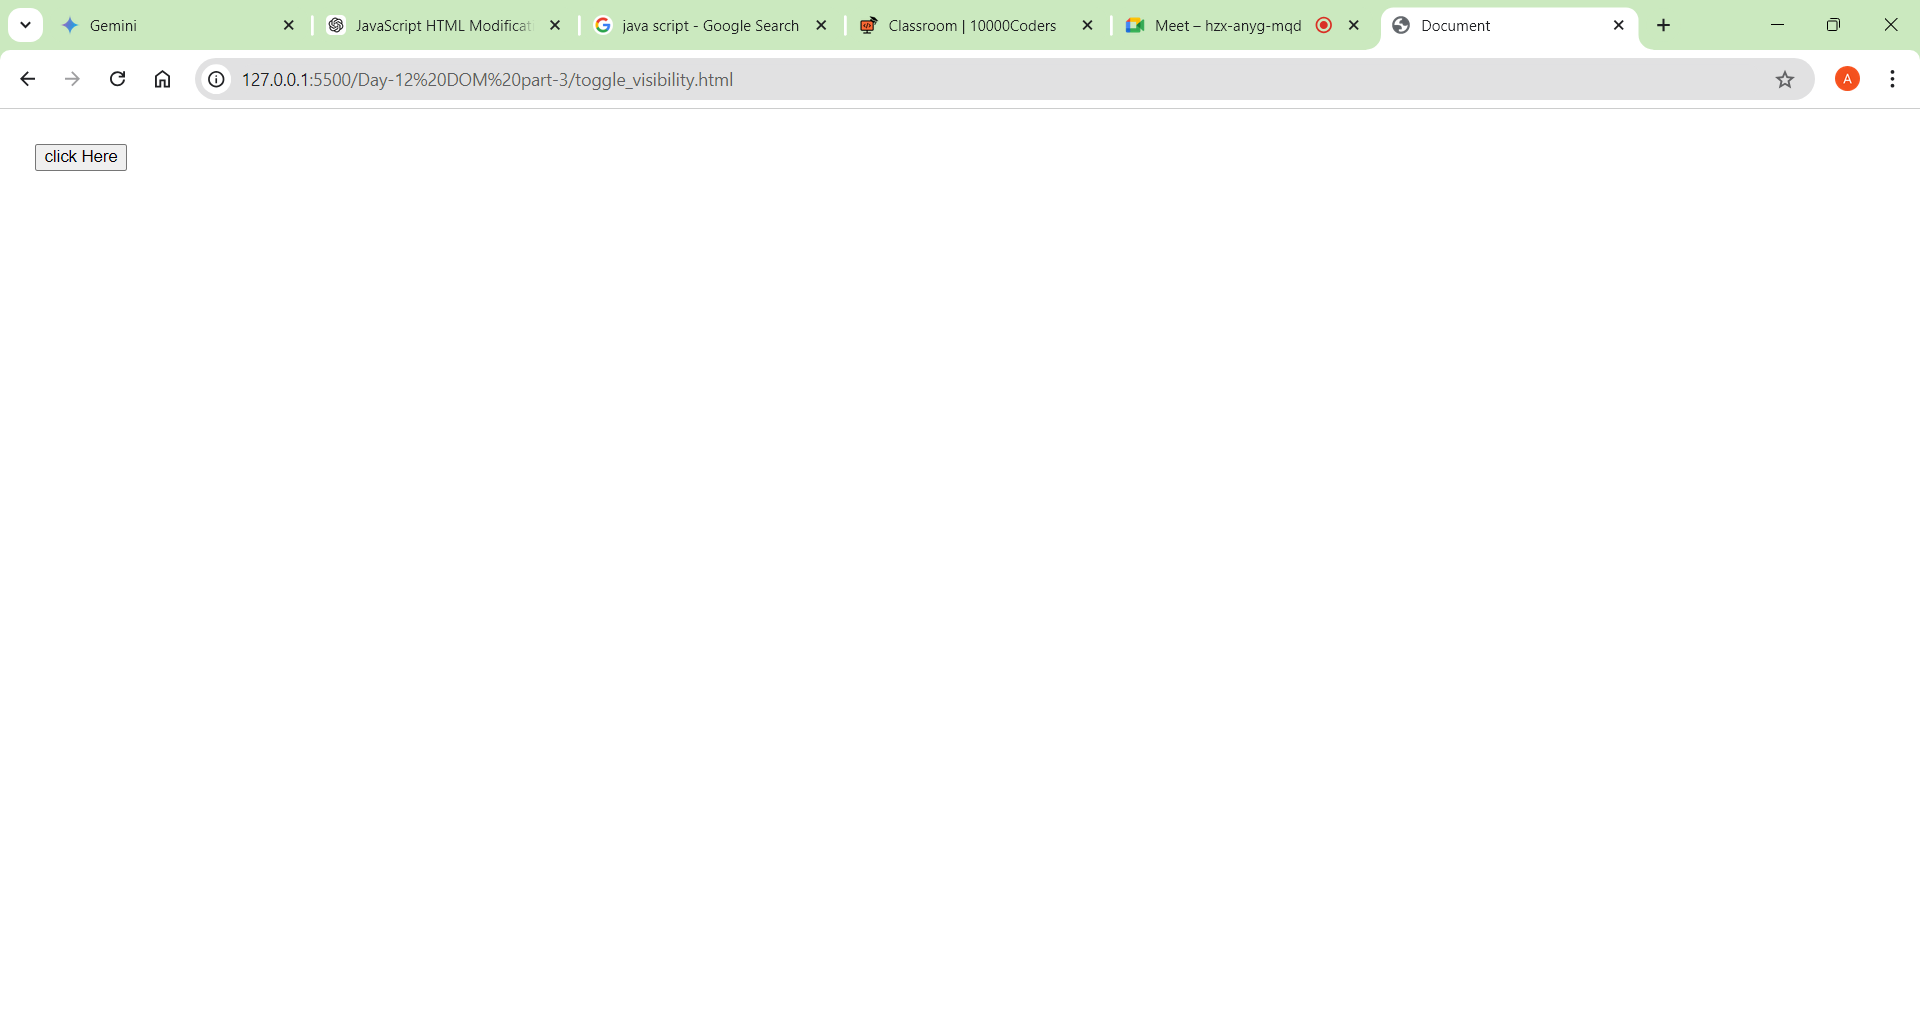 Gemini
JavaScript HTML Modificati
java script - Google Search
Classroom | 10000Coders
Meet – hzx-anyg-mqd
Document
127.0.0.1:5500/Day-12%20DOM%20part-3/toggle_visibility.html
A
click Here